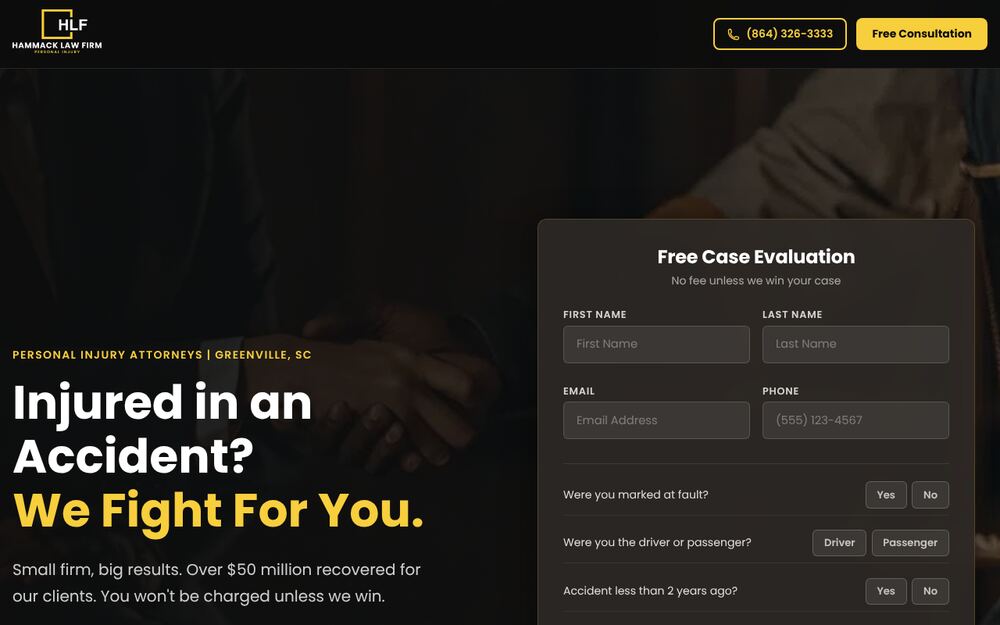 HLF
HAMMACK LAW FIRM
PERSONAL INJURY
(864) 326-3333
Free Consultation
PERSONAL INJURY ATTORNEYS | GREENVILLE, SC
Injured in an
Accident?
We Fight For You.
Small firm, big results. Over $50 million recovered for
our clients. You won't be charged unless we win.
Free Case Evaluation
No fee unless we win your case
FIRST NAME LAST NAME
First Name Last Name
EMAIL PHONE
Email Address (555) 123-4567
Were you marked at fault? Yes No
Were you the driver or passenger? Driver Passenger
Accident less than 2 years ago? Yes No